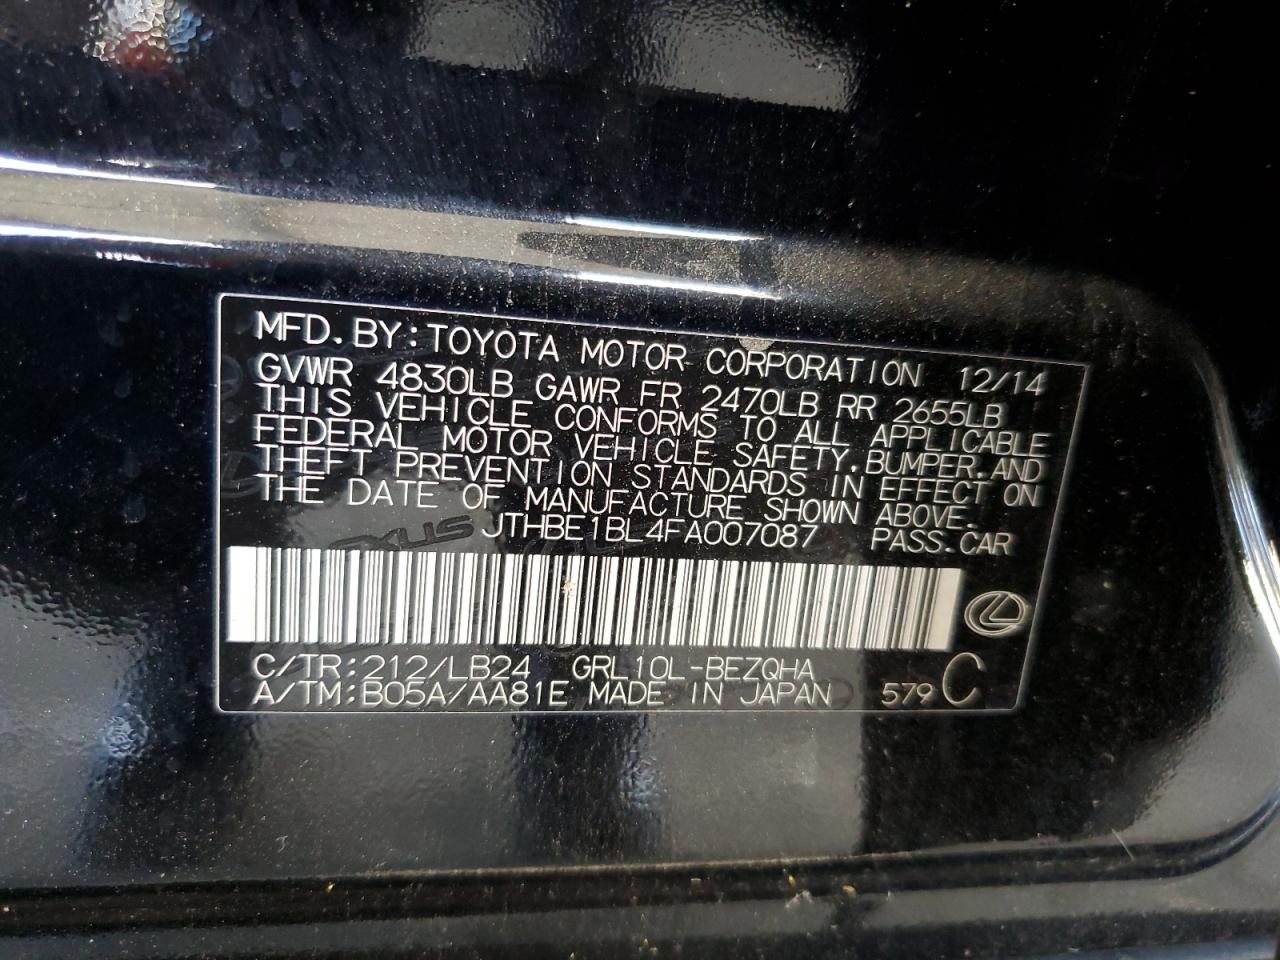 MFD. BY: TOYOTA MOTOR CORPORATION 12/14
GVWR 4830LB GAWR FR 2470LB RR 2655LB
THIS VEHICLE CONFORMS TO ALL APPLICABLE
FEDERAL MOTOR VEHICLE SAFETY, BUMPER, AND
THEFT PREVENTION STANDARDS IN EFFECT ON
THE DATE OF MANUFACTURE SHOWN ABOVE.
JTHBE1BL4FA007087 PASS. CAR
C/TR: 212/LB24 GRL10L-BEZQHA
A/TM: B05A/AA81E MADE IN JAPAN 579 C